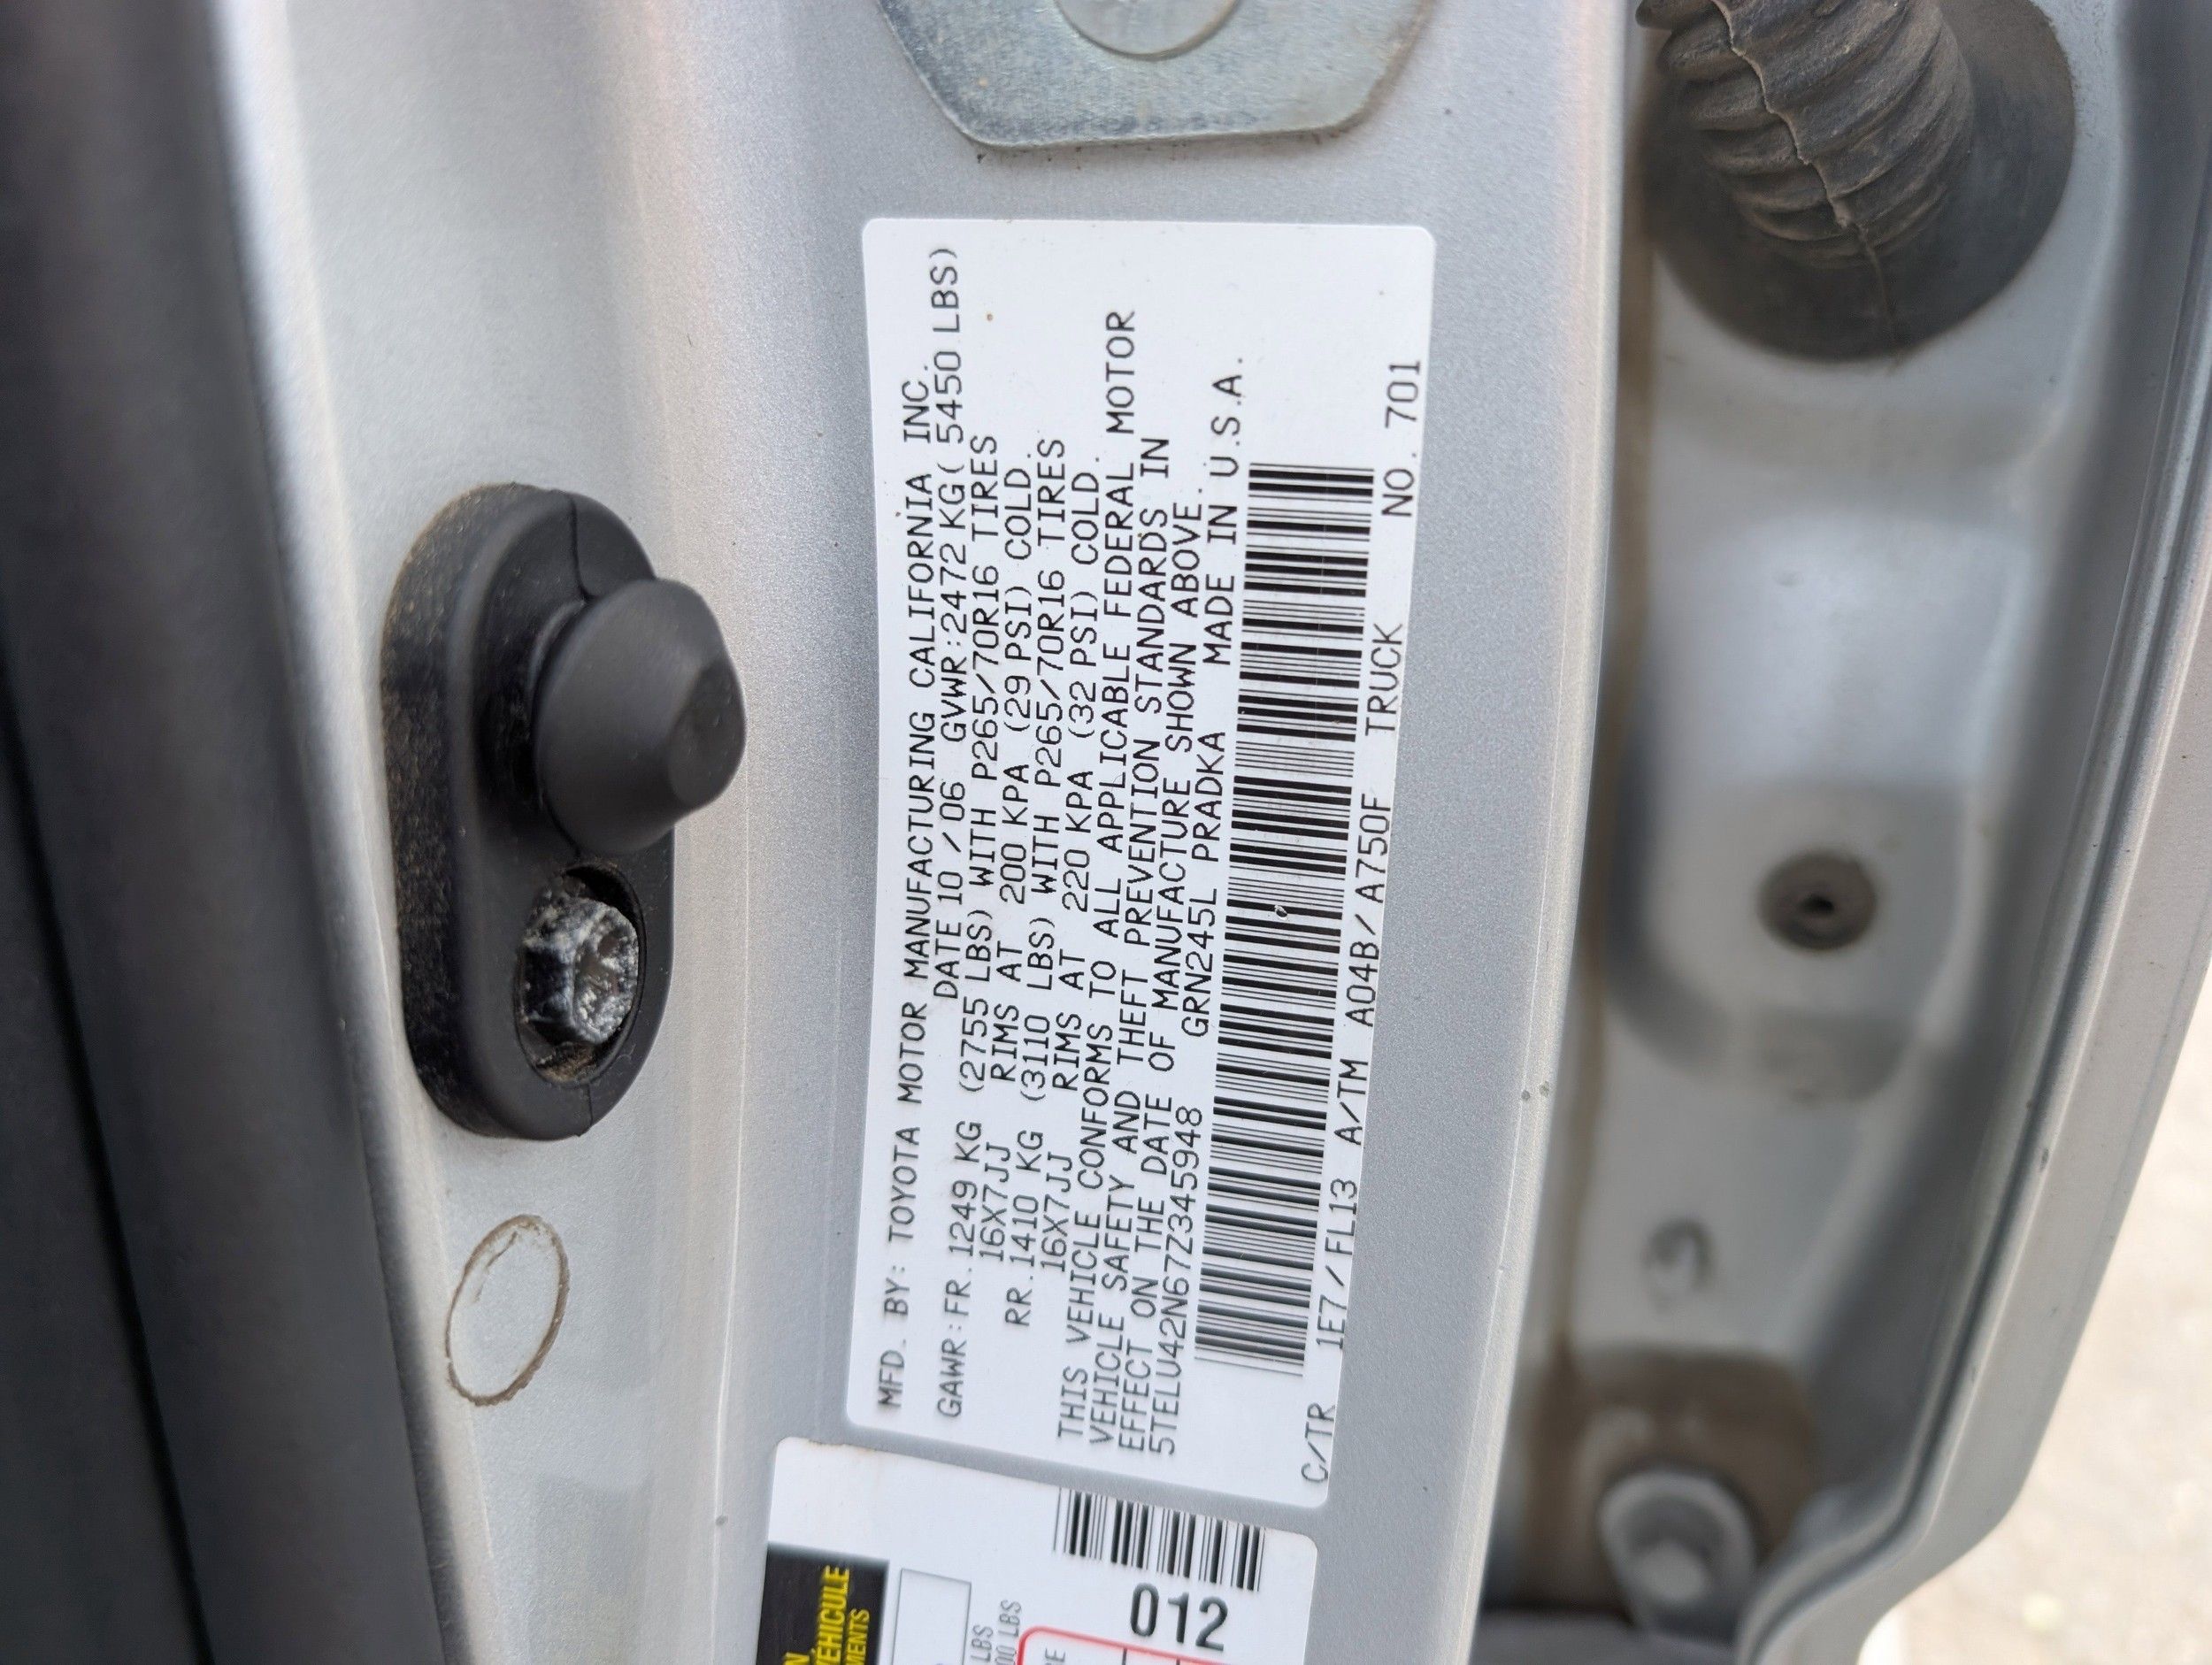 MFD. BY: TOYOTA MOTOR MANUFACTURING CALIFORNIA INC.
DATE 10/06 GVWR:2472 KG( 5450 LBS)
GAWR:FR. 1249 KG (2755 LBS) WITH P265/70R16 TIRES
16X7JJ RIMS AT 200 KPA (29 PSI) COLD.
RR. 1410 KG (3110 LBS) WITH P265/70R16 TIRES
16X7JJ RIMS AT 220 KPA (32 PSI) COLD.
THIS VEHICLE CONFORMS TO ALL APPLICABLE FEDERAL MOTOR
VEHICLE SAFETY AND THEFT PREVENTION STANDARDS IN
EFFECT ON THE DATE OF MANUFACTURE SHOWN ABOVE.
5TELU42N67Z345948 GRN245L PRADKA MADE IN U.S.A.
C/TR 1E7/FL13 A/TM A04B/A750F TRUCK NO. 701
012
LBS
LBS